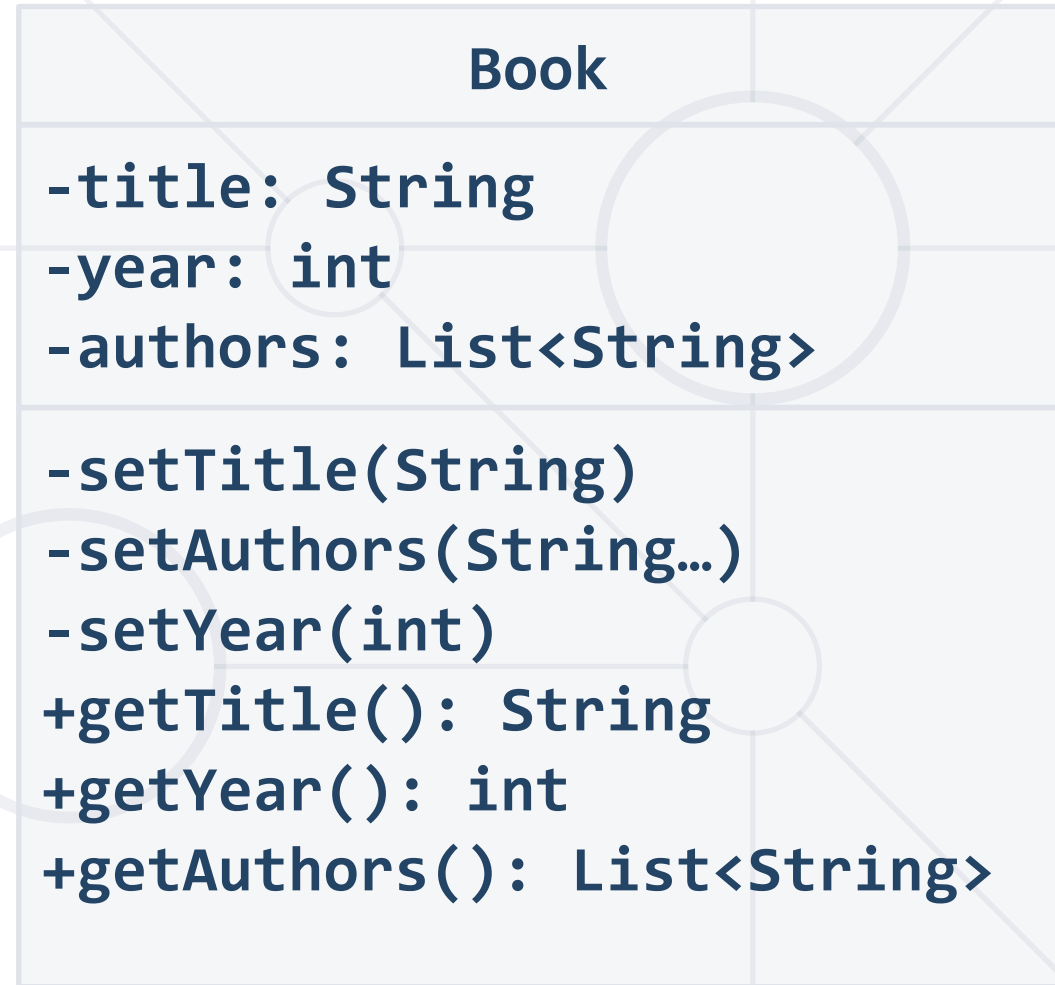 Book
-title: String
-year: int
-authors: List<String>
-setTitle(String)
-setAuthors(String…)
-setYear(int)
+getTitle(): String
+getYear(): int
+getAuthors(): List<String>